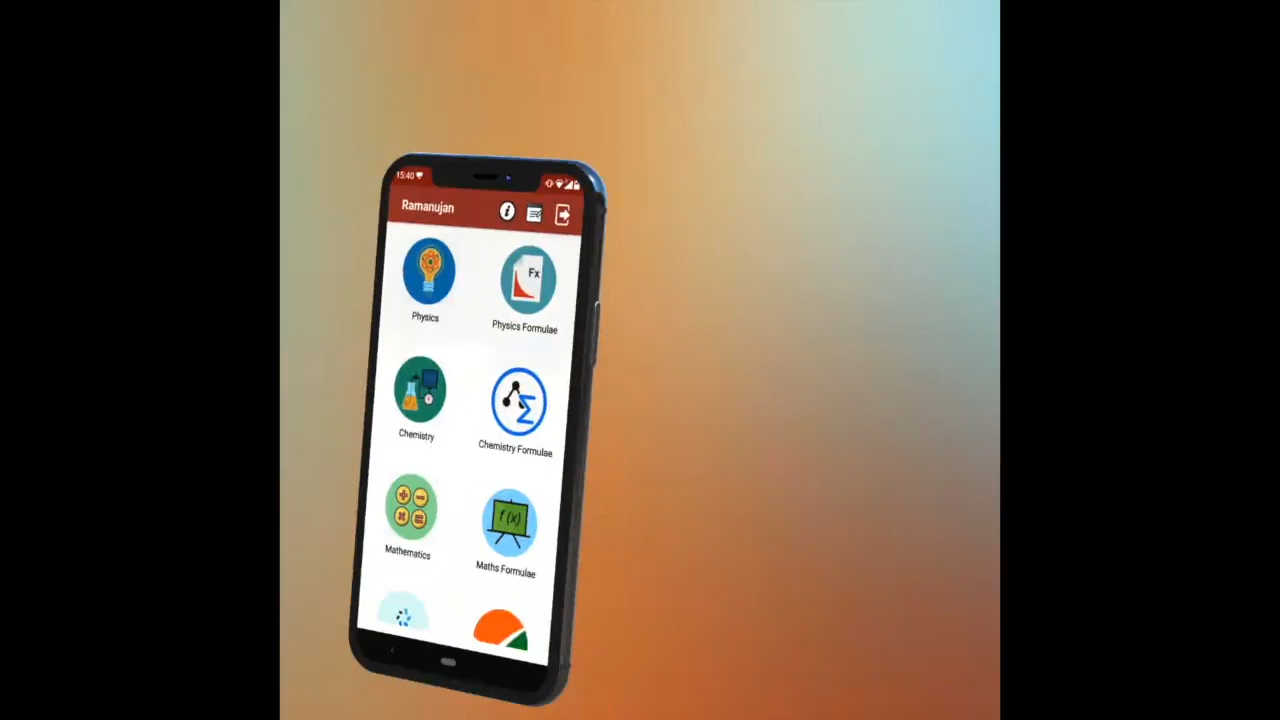 15:40
Ramanujan
Physics
Fx
Physics Formulae
Chemistry
Chemistry Formulae
Mathematics
f(x)
Maths Formulae